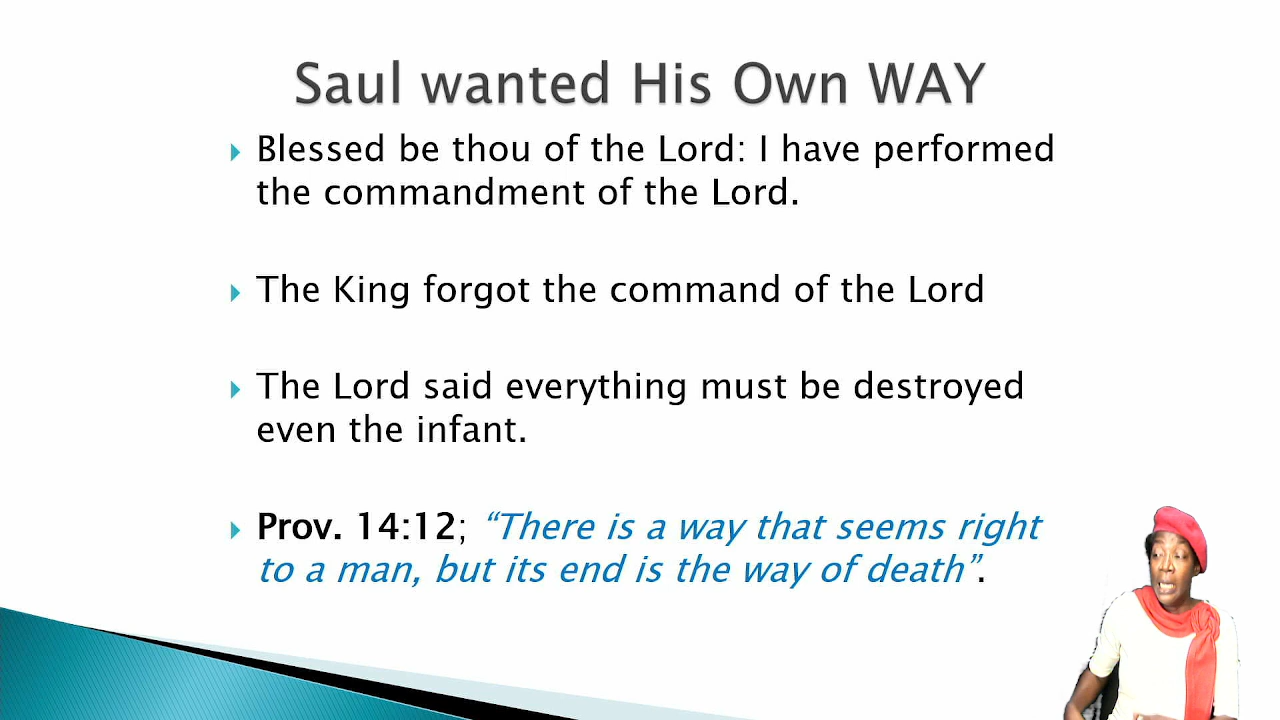 Saul wanted His Own WAY
Blessed be thou of the Lord: I have performed
the commandment of the Lord.
The King forgot the command of the Lord
The Lord said everything must be destroyed
even the infant.
Prov. 14:12; “There is a way that seems right
to a man, but its end is the way of death”.